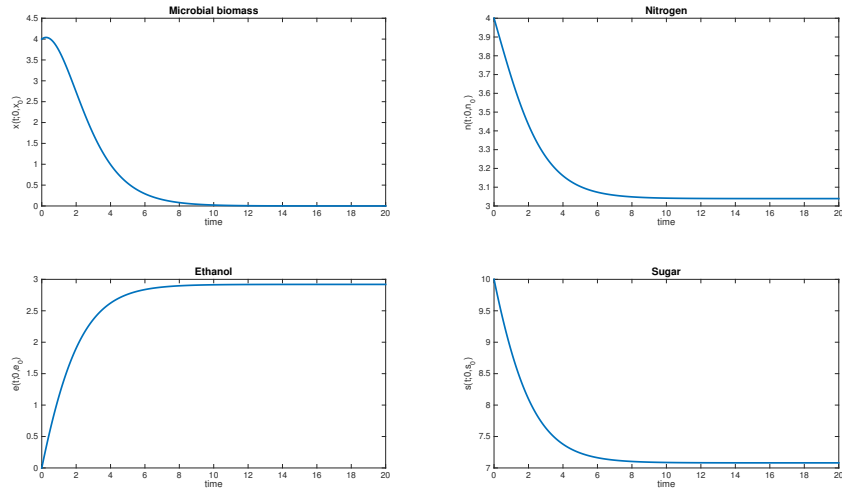 Microbial biomass
4.5
4
3.5
3
2.5
2
1.5
1
0.5
0
x(t;0,x₀)
0 2 4 6 8 10 12 14 16 18 20
time
Nitrogen
4
3.9
3.8
3.7
3.6
3.5
3.4
3.3
3.2
3.1
3
n(t;0,n₀)
0 2 4 6 8 10 12 14 16 18 20
time
Ethanol
3
2.5
2
1.5
1
0.5
0
e(t;0,e₀)
0 2 4 6 8 10 12 14 16 18 20
time
Sugar
10
9.5
9
8.5
8
7.5
7
s(t;0,s₀)
0 2 4 6 8 10 12 14 16 18 20
time